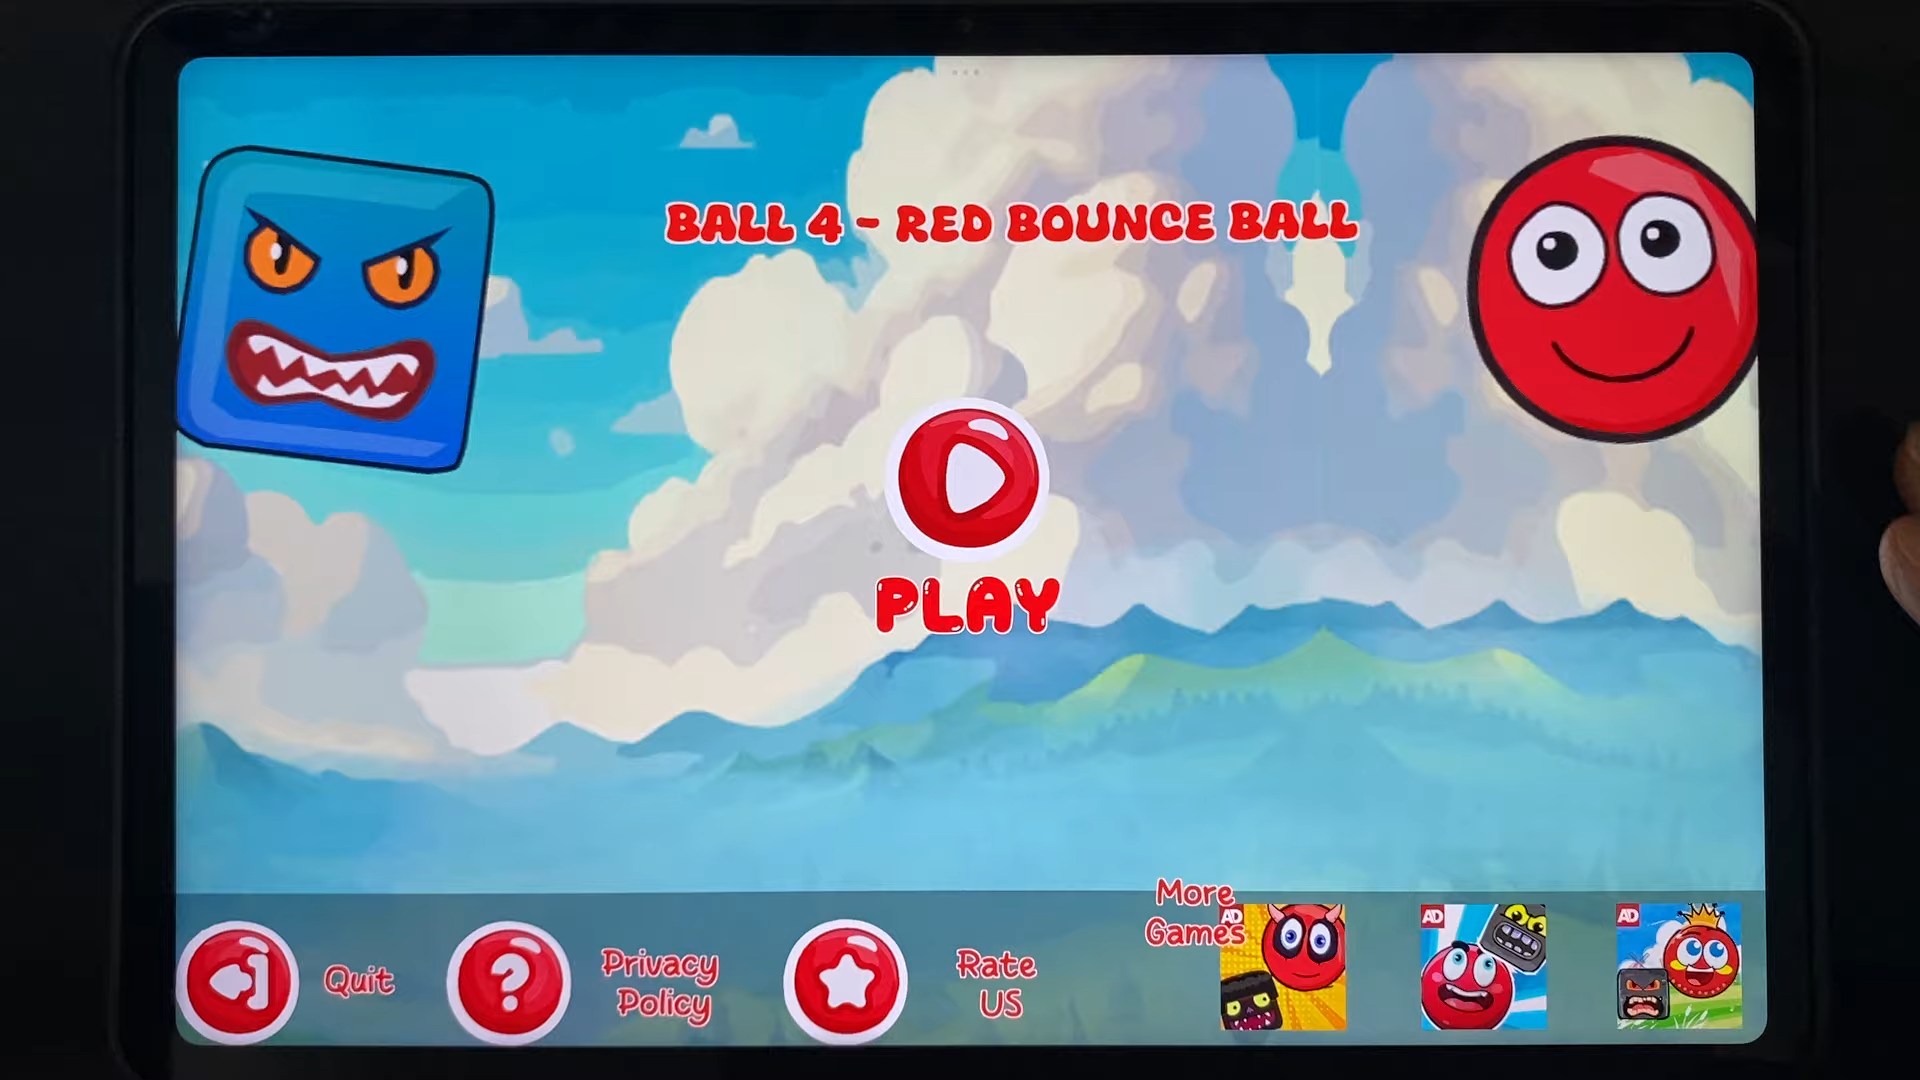 BALL 4 - RED BOUNCE BALL
PLAY
Quit
Privacy
Policy
Rate
US
More
Games
AD
AD
AD